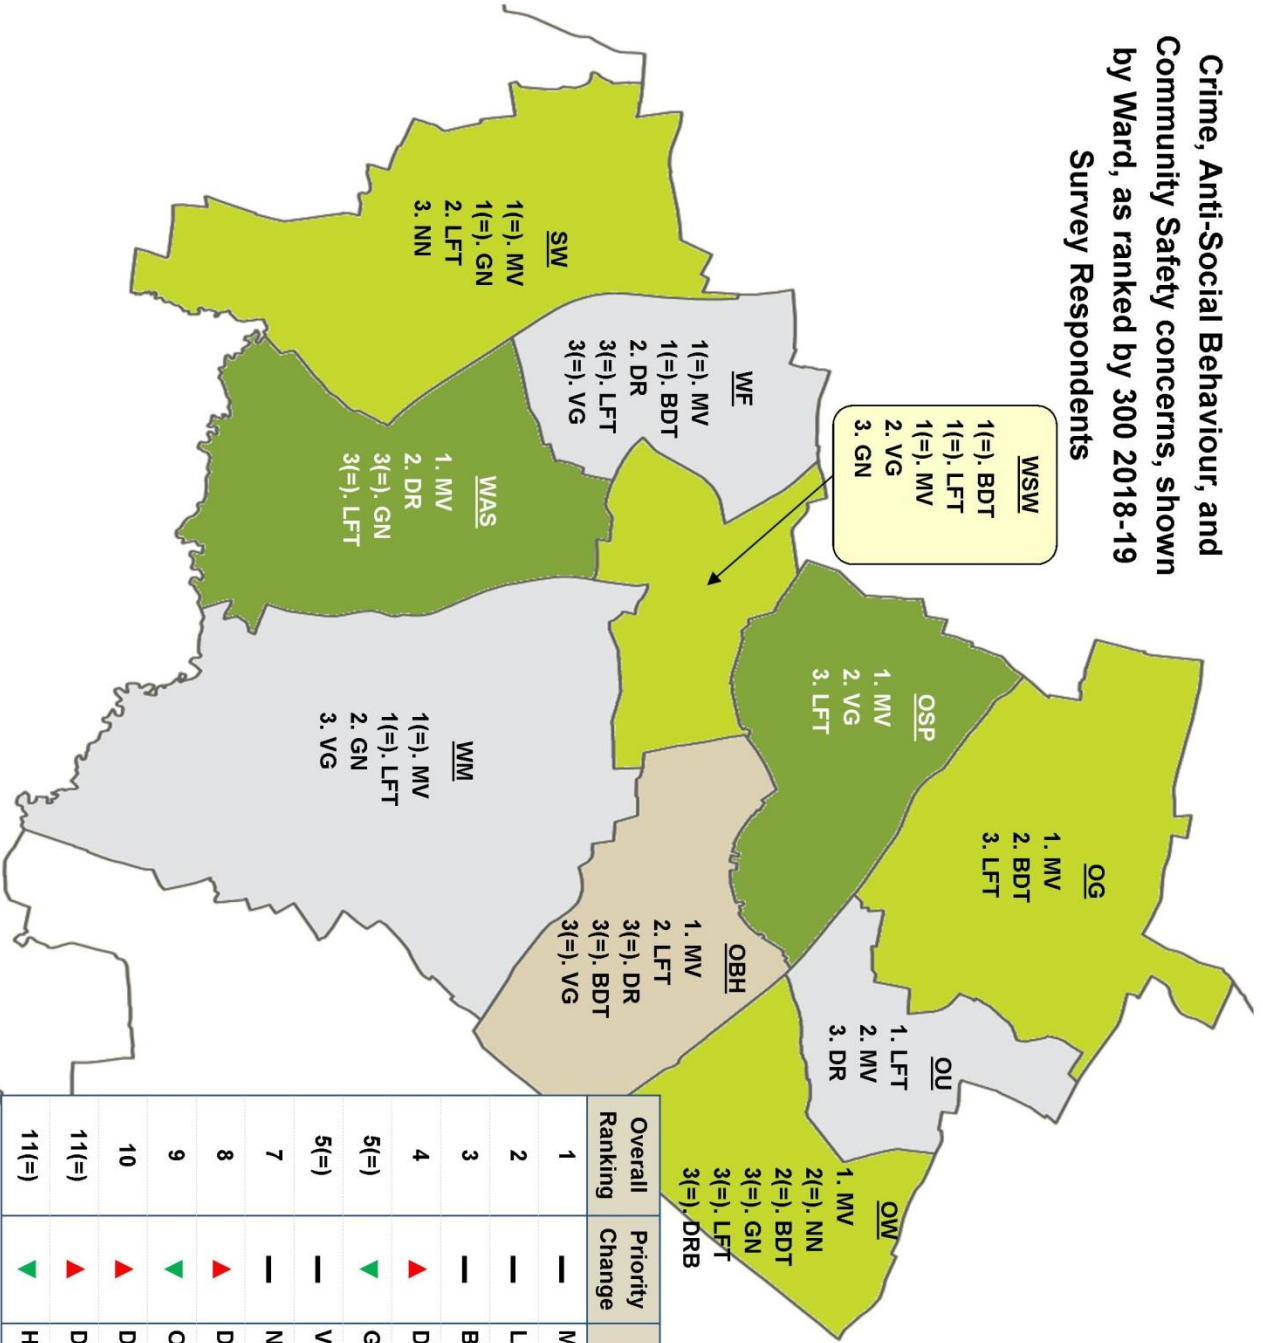 Crime, Anti-Social Behaviour, and
Community Safety concerns, shown
by Ward, as ranked by 300 2018-19
Survey Respondents
WSW
1(=). BDT
1(=). LFT
1(=). MV
2. VG
3. GN
SW
1(=). MV
1(=). GN
2. LFT
3. NN
WF
1(=). MV
1(=). BDT
2. DR
3(=). LFT
3(=). VG
WAS
1. MV
2. DR
3(=). GN
3(=). LFT
WM
1(=). MV
1(=). LFT
2. GN
3. VG
OSP
1. MV
2. VG
3. LFT
OG
1. MV
2. BDT
3. LFT
OBH
1. MV
2. LFT
3(=). DR
3(=). BDT
3(=). VG
OU
1. LFT
2. MV
3. DR
OW
1. MV
2(=). NN
2(=). BDT
3(=). GN
3(=). LFT
3(=). DRB
Overall Ranking Priority Change
1 M
2 L
3 B
4 D
5(=) G
5(=) V
7 N
8 D
9 C
10 D
11(=) D
11(=) H